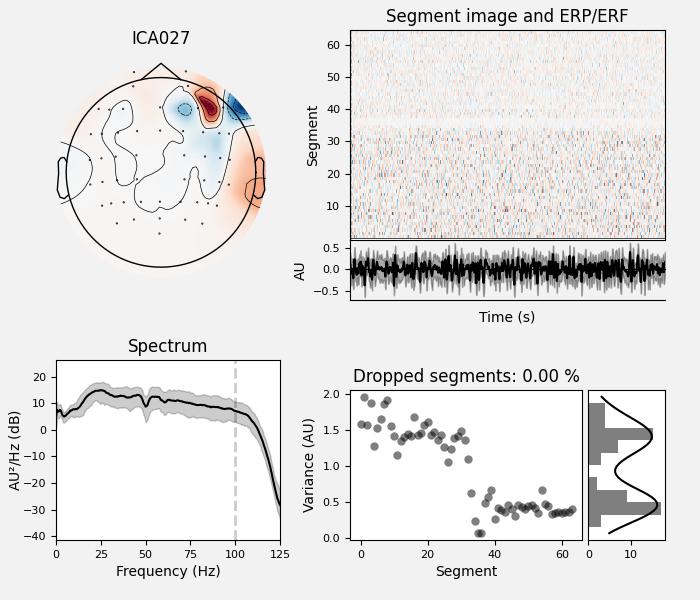 ICA027
Segment image and ERP/ERF
Segment
60
50
40
30
20
10
AU
0.5
0.0
−0.5
Time (s)
Spectrum
AU²/Hz (dB)
20
10
0
−10
−20
−30
−40
0 25 50 75 100 125
Frequency (Hz)
Dropped segments: 0.00 %
Variance (AU)
2.0
1.5
1.0
0.5
0.0
0 20 40 60
Segment
0 10